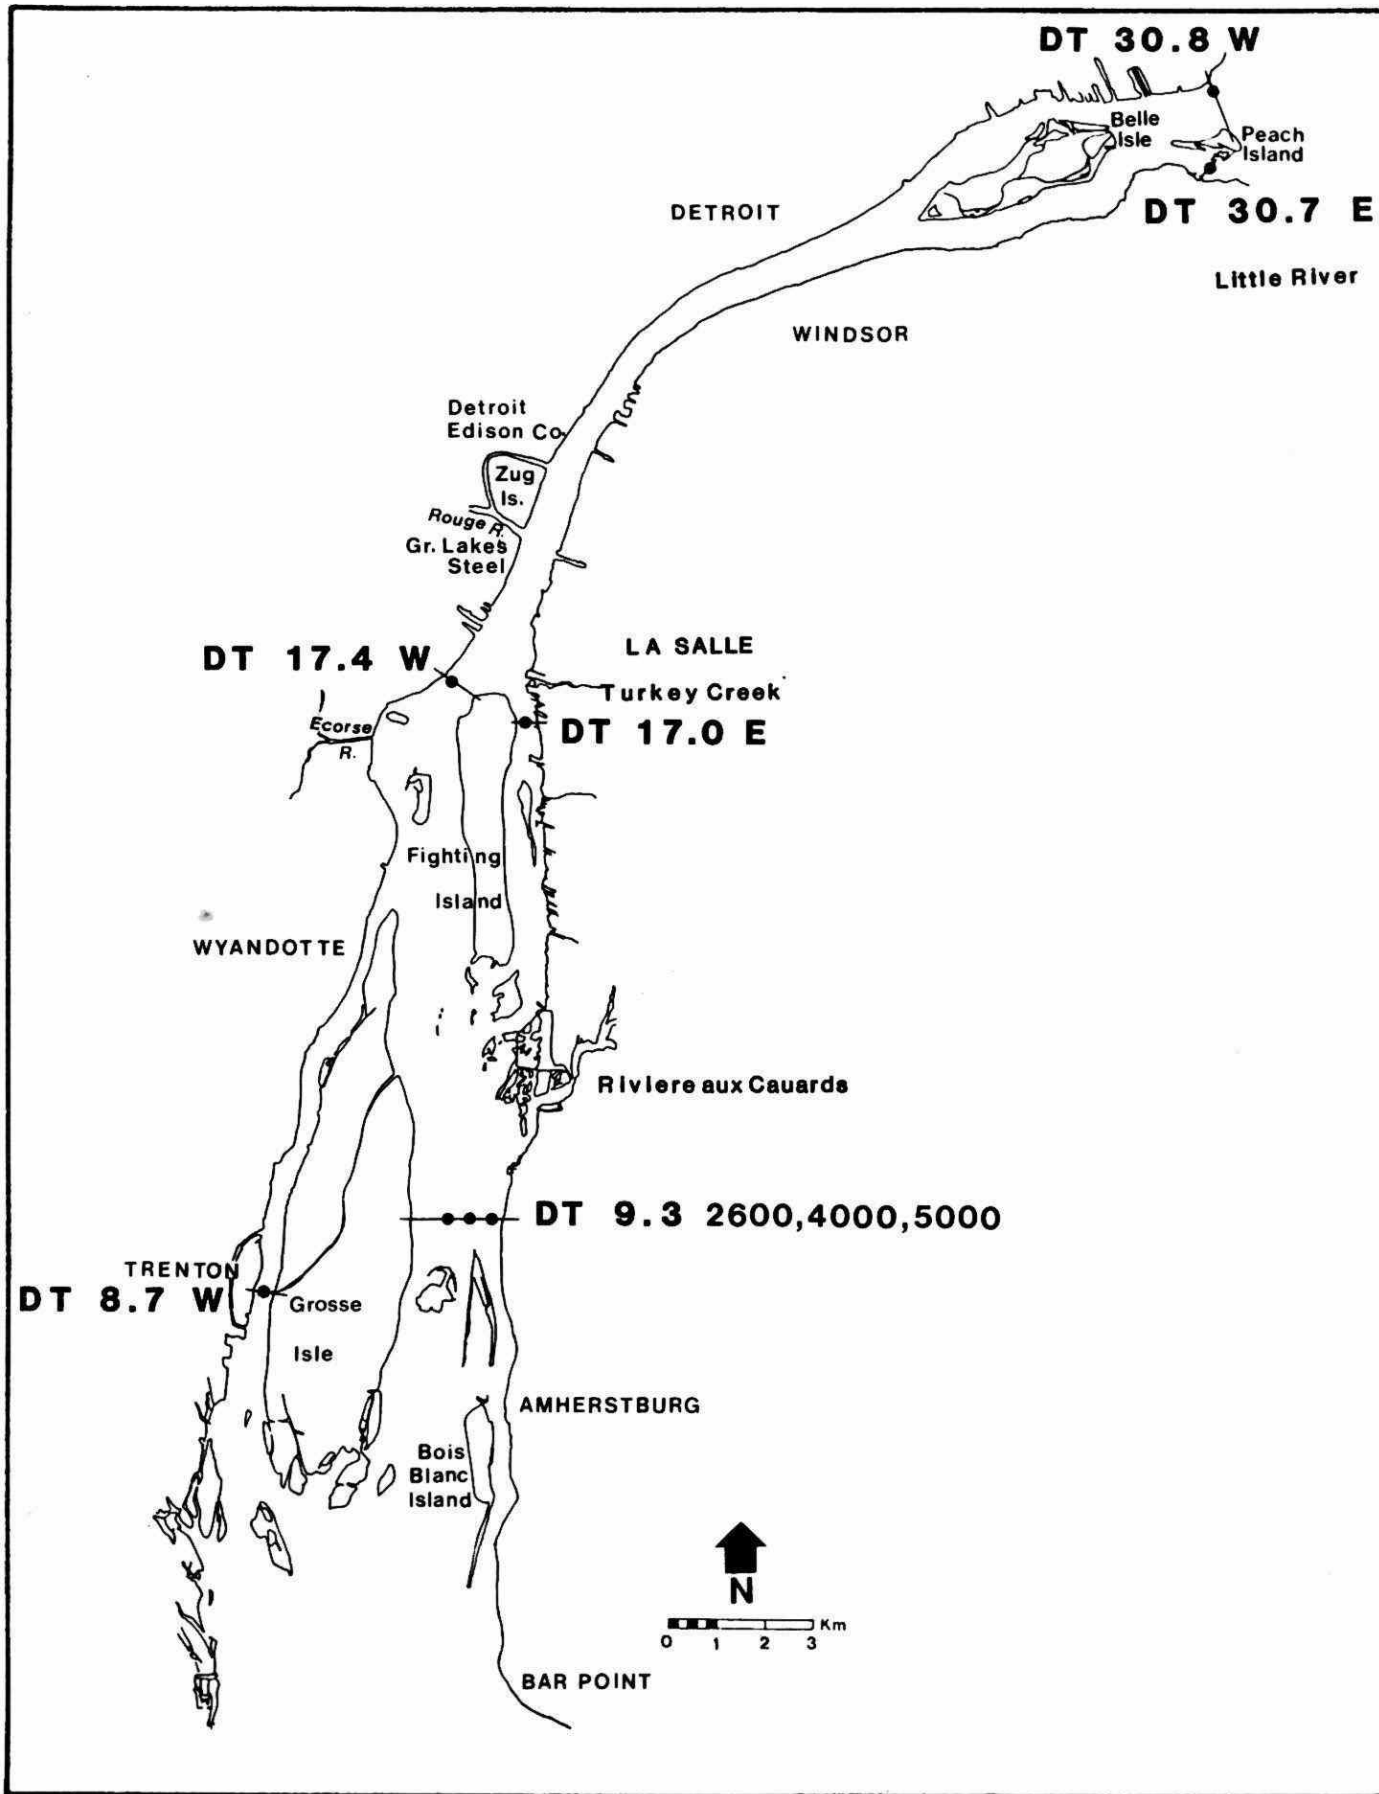 DT 30.8 W
Belle
Isle
Peach
Island
DETROIT
DT 30.7 E
Little River
WINDSOR
Detroit
Edison Co.
Zug
Is.
Rouge R.
Gr. Lakes
Steel
LA SALLE
DT 17.4 W
Turkey Creek
Ecorse
R.
DT 17.0 E
Fighting
Island
WYANDOTTE
Riviere aux Cauards
DT 9.3 2600,4000,5000
TRENTON
DT 8.7 W
Grosse
Isle
AMHERSTBURG
Bois
Blanc
Island
N
Km
0 1 2 3
BAR POINT